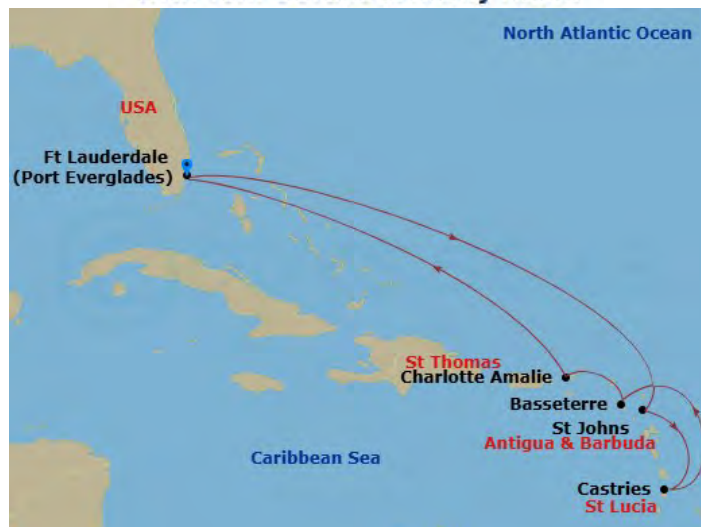 North Atlantic Ocean
USA
Ft Lauderdale
(Port Everglades)
St Thomas
Charlotte Amalie
Basseterre
St Johns
Antigua & Barbuda
Caribbean Sea
Castries
St Lucia